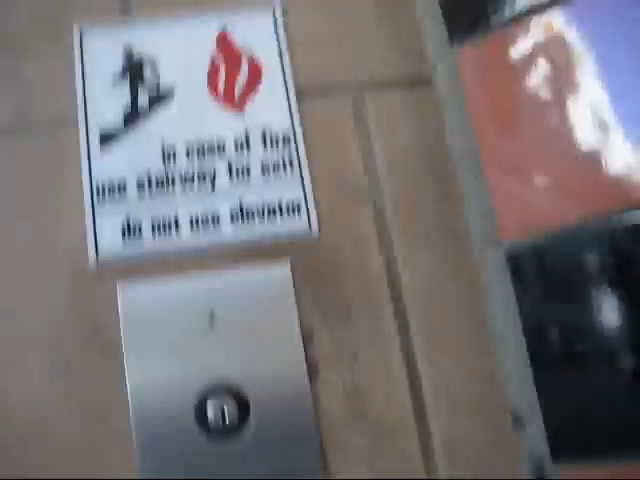 in case of fire
use stairway for exit
do not use elevator